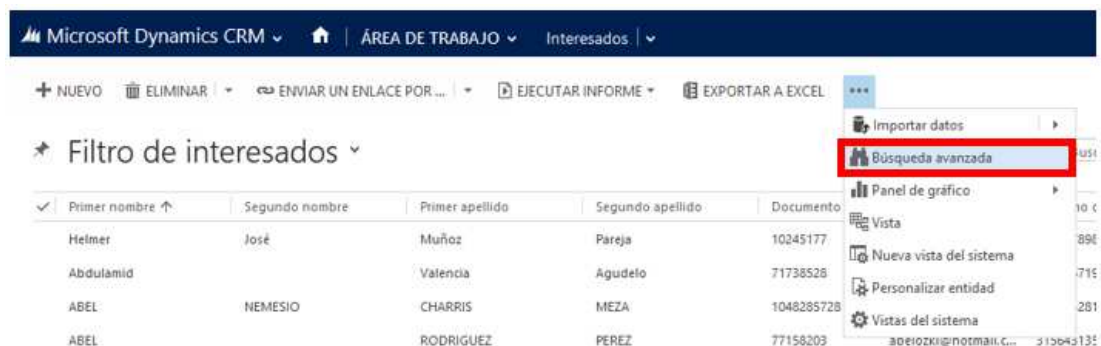 Microsoft Dynamics CRM ÁREA DE TRABAJO Interesados
NUEVO ELIMINAR ENVIAR UN ENLACE POR ... EJECUTAR INFORME EXPORTAR A EXCEL ...
Importar datos
Filtro de interesados
Búsqueda avanzada
Panel de gráfico
Primer nombre Segundo nombre Primer apellido Segundo apellido Documento
Vista
Helmer José Muñoz Pareja 10245177
Nueva vista del sistema
Abdulamid Valencia Agudelo 71738528
Personalizar entidad
ABEL NEMESIO CHARRIS MEZA 1048285728
Vistas del sistema
ABEL RODRIGUEZ PEREZ 77158203 abelozki@hotmail.c...